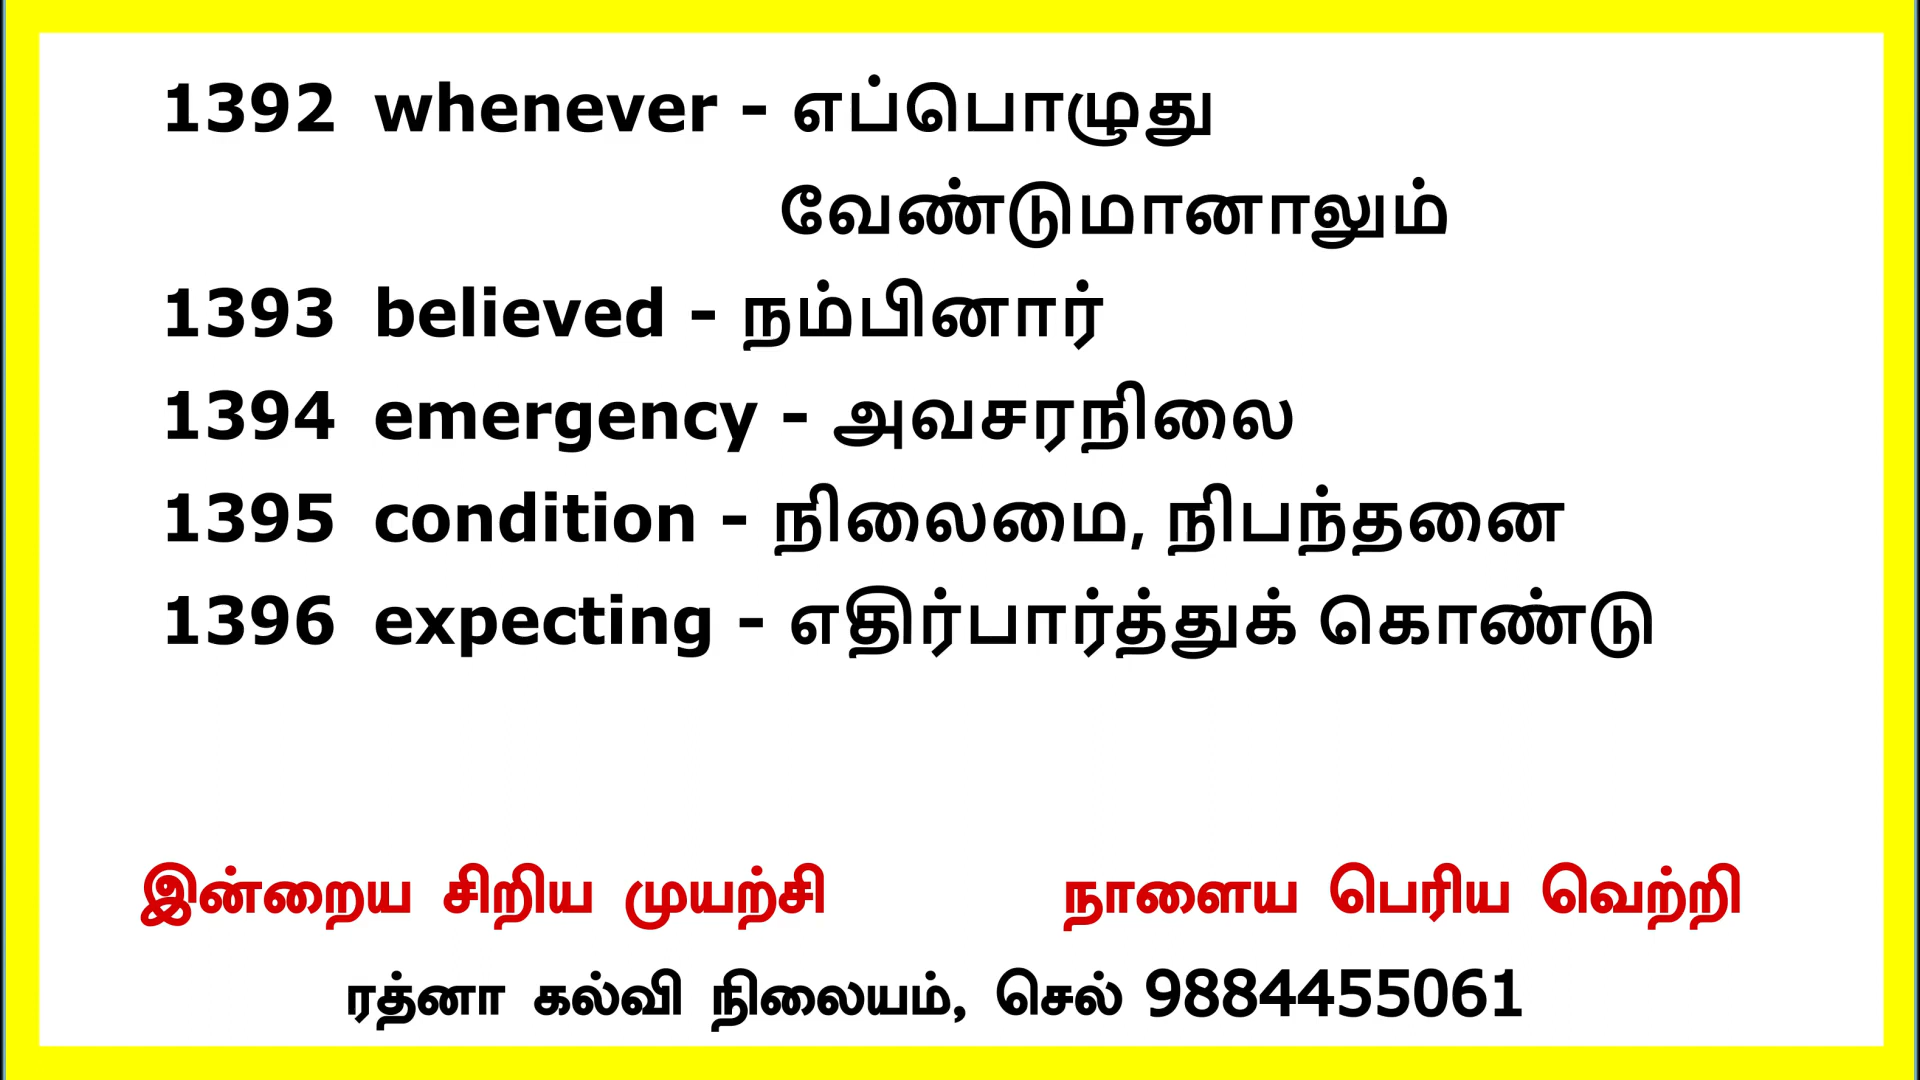 1392 whenever - எப்பொழுது
வேண்டுமானாலும்
1393 believed - நம்பினார்
1394 emergency - அவசரநிலை
1395 condition - நிலைமை, நிபந்தனை
1396 expecting - எதிர்பார்த்துக் கொண்டு
இன்றைய சிறிய முயற்சி நாளைய பெரிய வெற்றி
ரத்னா கல்வி நிலையம், செல் 9884455061